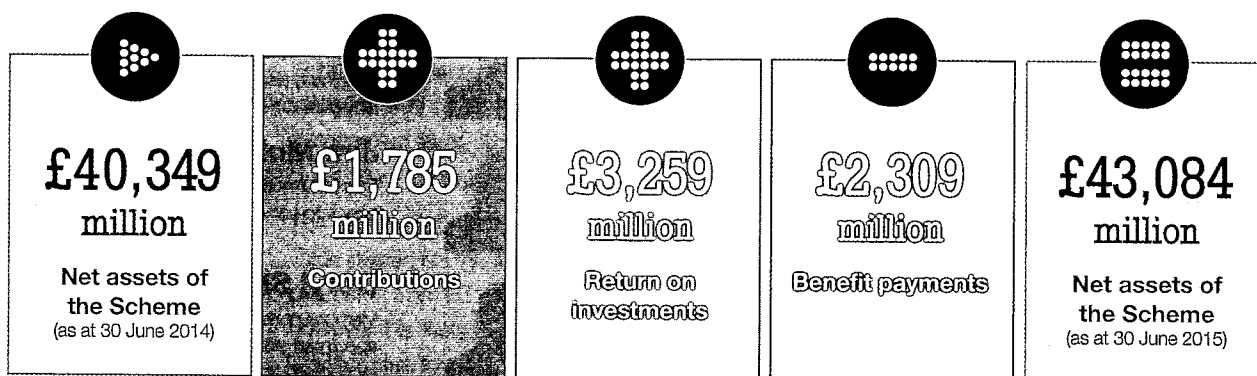 £40,349
million
Net assets of
the Scheme
(as at 30 June 2014)
£1,785
million
Contributions
£3,259
million
Return on
investments
£2,309
million
Benefit payments
£43,084
million
Net assets of
the Scheme
(as at 30 June 2015)